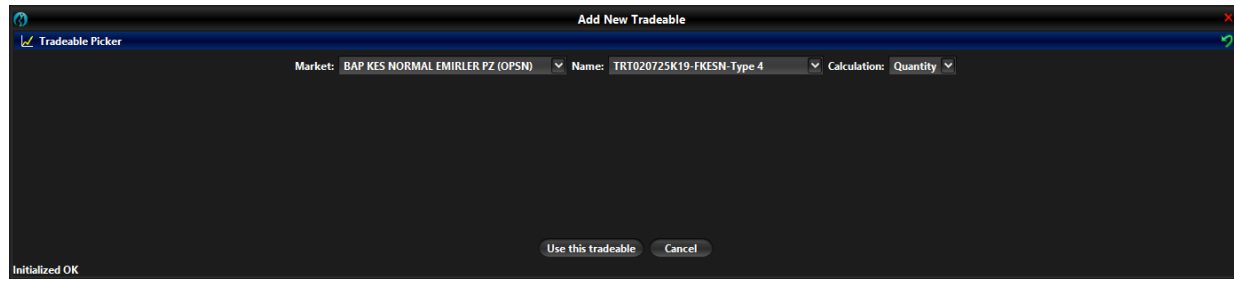 Add New Tradeable
Tradeable Picker
Market: BAP KES NORMAL EMIRLER PZ (OPSN) Name: TRT020725K19-FKESN-Type 4 Calculation: Quantity
Use this tradeable Cancel
Initialized OK